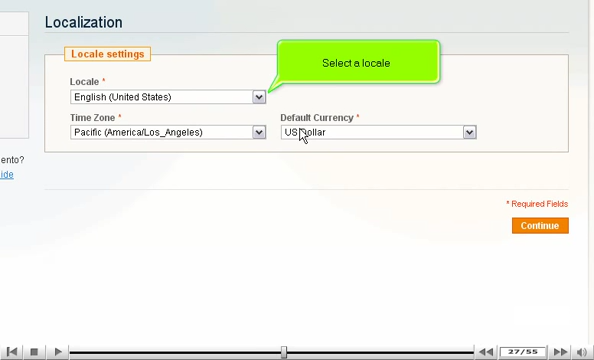 Localization
Locale settings
Select a locale
Locale *
English (United States)
Time Zone *
Default Currency *
Pacific (America/Los_Angeles)
US Dollar
ento?
ide
* Required Fields
Continue
27/55